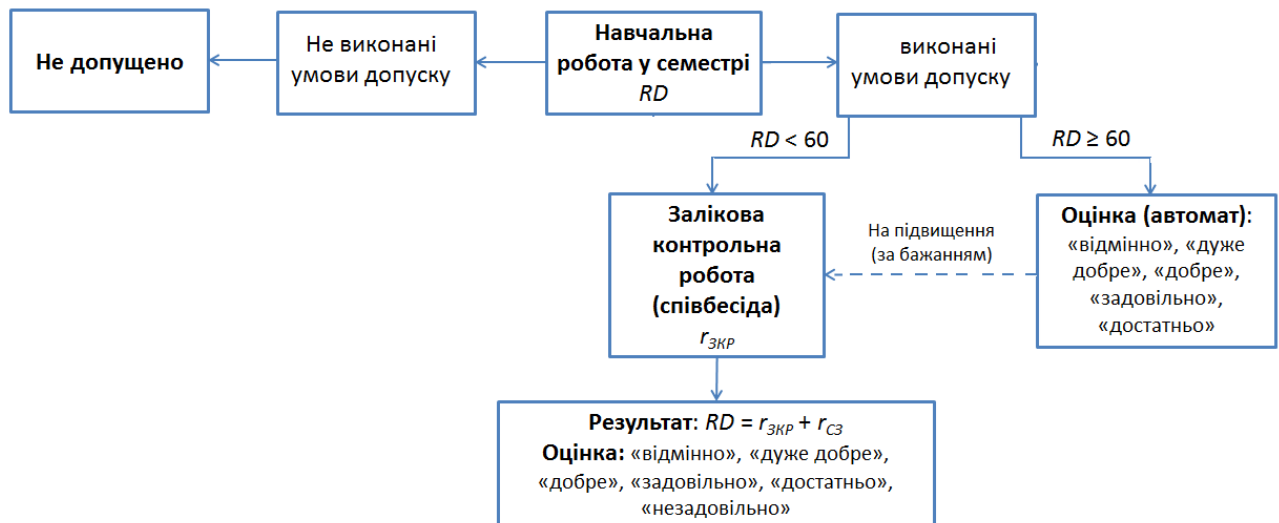 Не допущено
Не виконані
умови допуску
Навчальна
робота у семестрі
RD
виконані
умови допуску
RD < 60
RD ≥ 60
Залікова
контрольна
робота
(співбесіда)
rЗКР
На підвищення
(за бажанням)
Оцінка (автомат):
«відмінно», «дуже
добре», «добре»,
«задовільно»,
«достатньо»
Результат: RD = rЗКР + rСЗ
Оцінка: «відмінно», «дуже добре»,
«добре», «задовільно», «достатньо»,
«незадовільно»